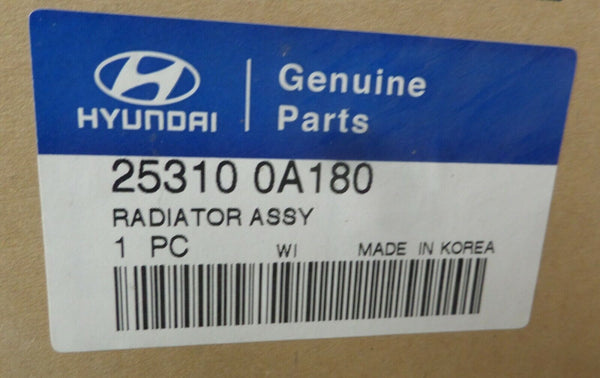 HYUNDAI
Genuine
Parts
25310 0A180
RADIATOR ASSY
1 PC WI MADE IN KOREA